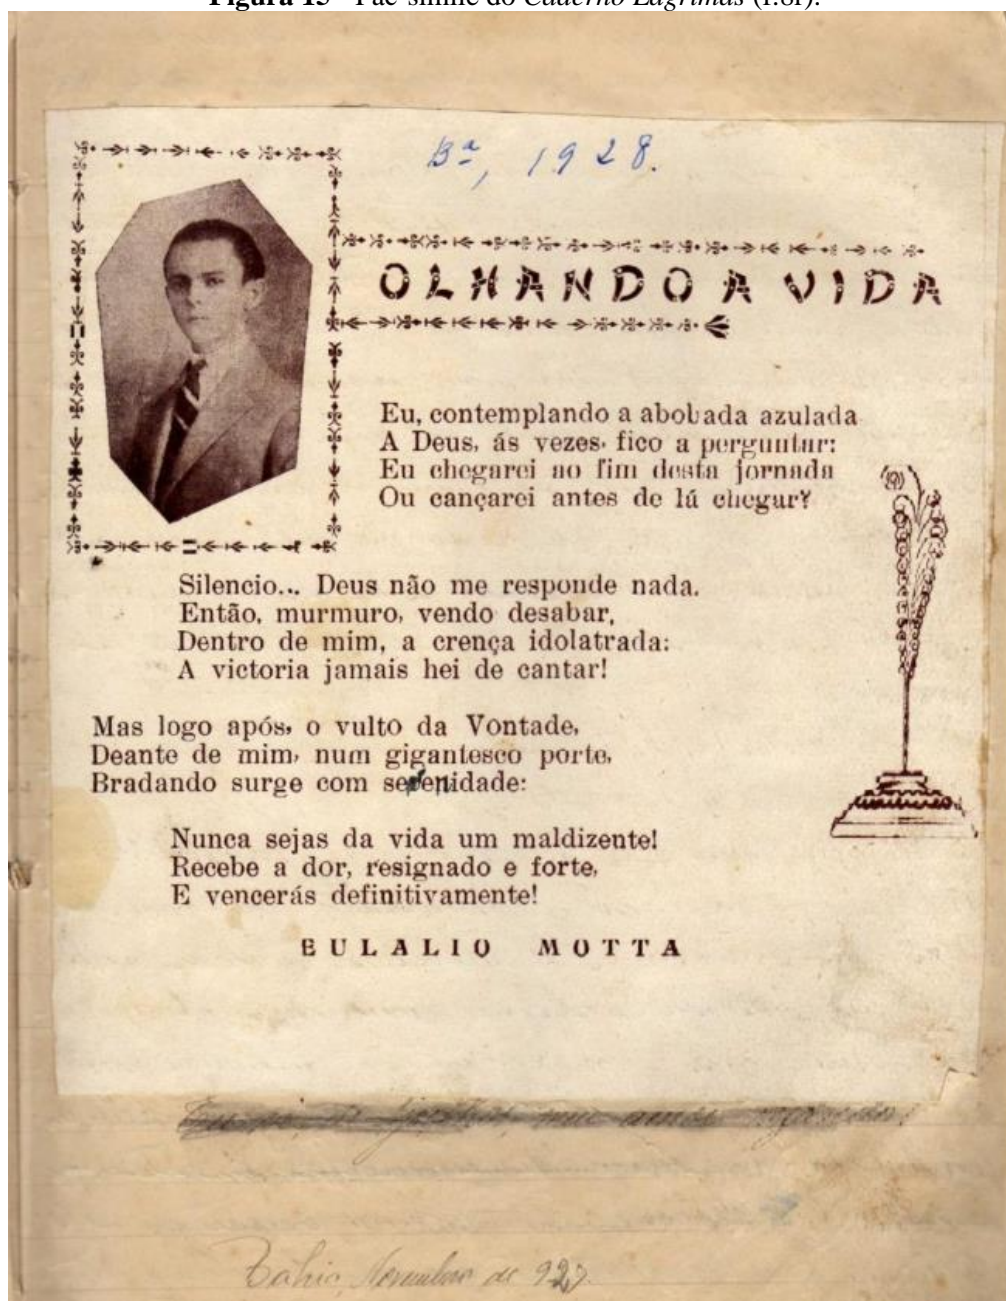 Figura 15 - Fac-símile do Caderno Lágrimas (f.8r).
Bª, 1928.
OLHANDO A VIDA
Eu, contemplando a abobada azulada
A Deus, ás vezes, fico a perguntar:
Eu chegarei ao fim desta jornada
Ou cançarei antes de lá chegar?
Silencio... Deus não me responde nada.
Então, murmuro, vendo desabar,
Dentro de mim, a crença idolatrada:
A victoria jamais hei de cantar!
Mas logo após, o vulto da Vontade,
Deante de mim, num gigantesco porte,
Bradando surge com serenidade:
Nunca sejas da vida um maldizente!
Recebe a dor, resignado e forte,
E vencerás definitivamente!
EULALIO MOTTA
Bahia, Novembro de 927.